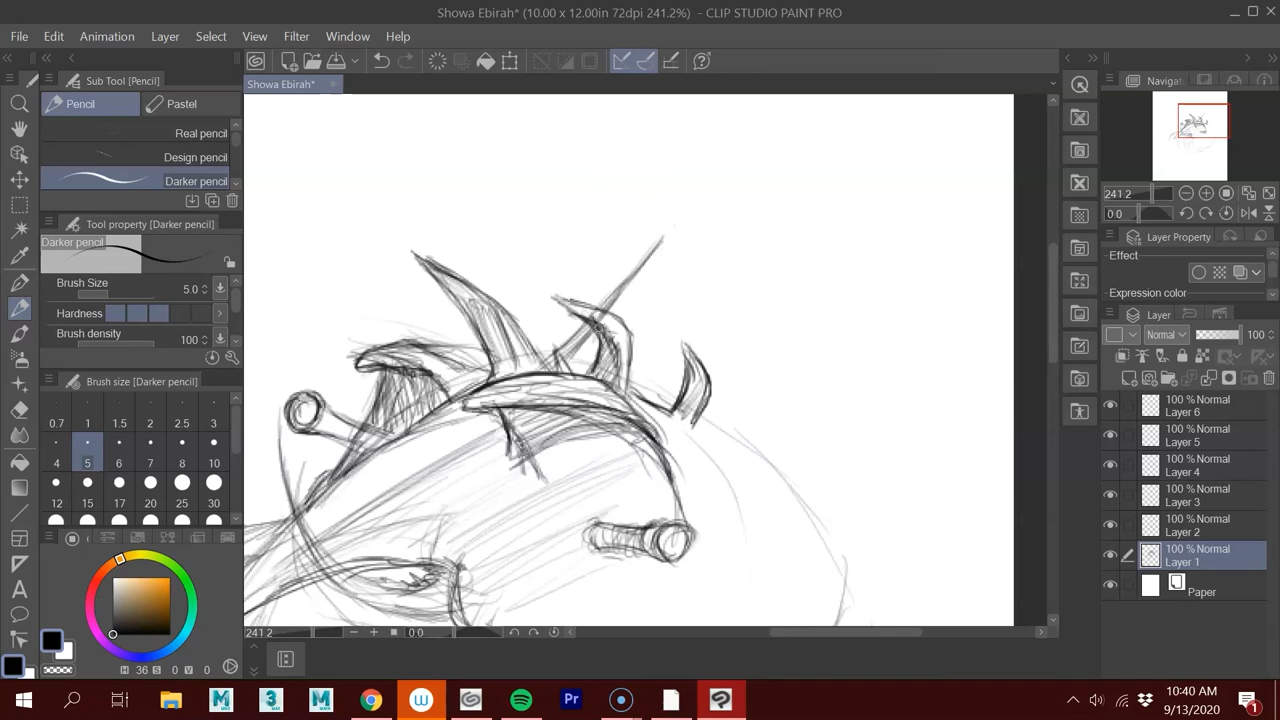 Showa Ebirah* (10.00 x 12.00in 72dpi 241.2%) - CLIP STUDIO PAINT PRO
File Edit Animation Layer Select View Filter Window Help
Sub Tool [Pencil]
Showa Ebirah*
Navigat
Pencil Pastel
Real pencil
Design pencil
Darker pencil
241.2
0.0
Tool property [Darker pencil]
Darker pencil
Brush Size 5.0
Hardness
Brush density 100
Layer Property
Effect
Expression color
Layer
Normal 100
Brush size [Darker pencil]
0.7 1 1.5 2 2.5 3
4 5 6 7 8 10
12 15 17 20 25 30
100 % Normal
Layer 6
100 % Normal
Layer 5
100 % Normal
Layer 4
100 % Normal
Layer 3
100 % Normal
Layer 2
100 % Normal
Layer 1
Paper
241.2 0.0
H 36 S 0 V 0
10:40 AM
9/13/2020